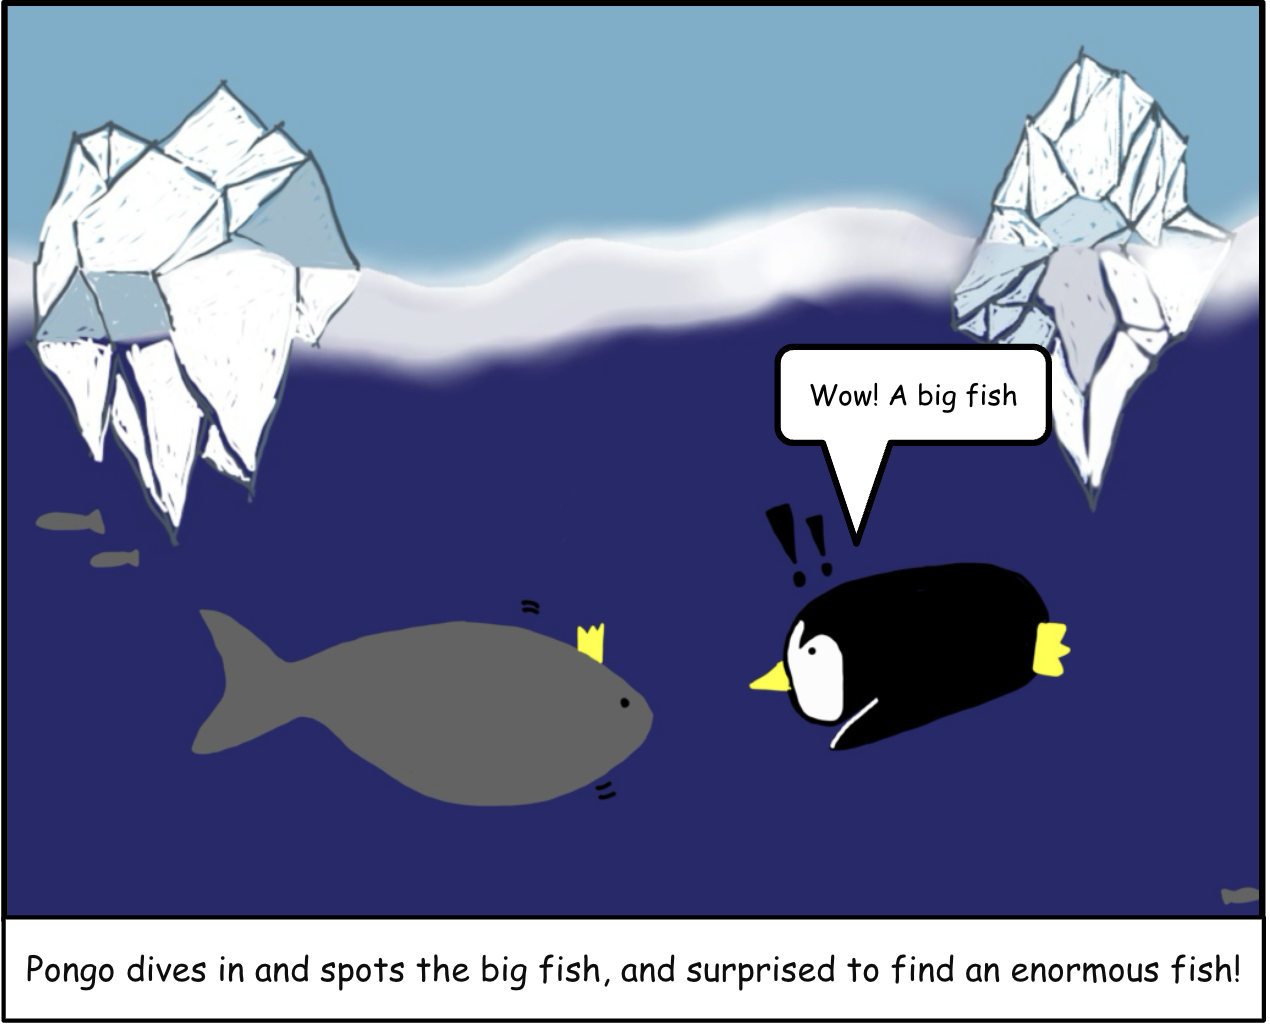 Wow! A big fish
!!
Pongo dives in and spots the big fish, and surprised to find an enormous fish!